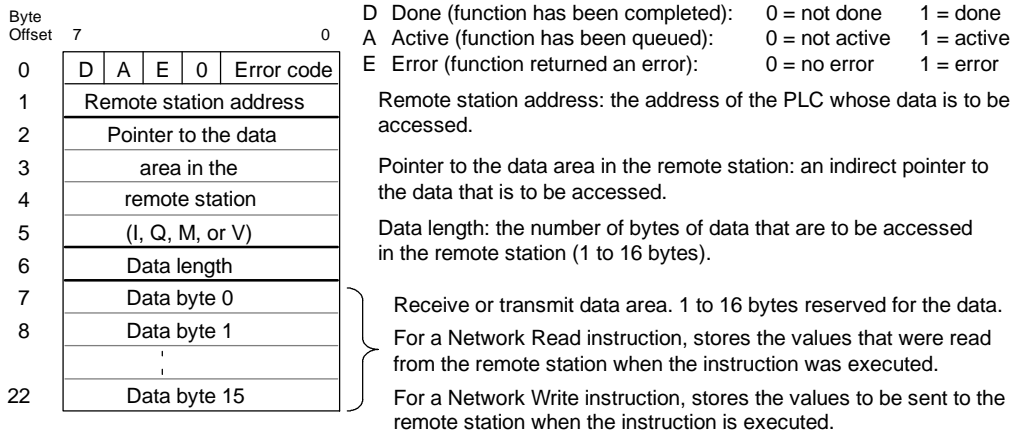 Byte
Offset 7 0
0 D A E 0 Error code
1 Remote station address
2 Pointer to the data
3 area in the
4 remote station
5 (I, Q, M, or V)
6 Data length
7 Data byte 0
8 Data byte 1
22 Data byte 15
D Done (function has been completed): 0 = not done 1 = done
A Active (function has been queued): 0 = not active 1 = active
E Error (function returned an error): 0 = no error 1 = error
Remote station address: the address of the PLC whose data is to be
accessed.
Pointer to the data area in the remote station: an indirect pointer to
the data that is to be accessed.
Data length: the number of bytes of data that are to be accessed
in the remote station (1 to 16 bytes).
Receive or transmit data area. 1 to 16 bytes reserved for the data.
For a Network Read instruction, stores the values that were read
from the remote station when the instruction was executed.
For a Network Write instruction, stores the values to be sent to the
remote station when the instruction is executed.